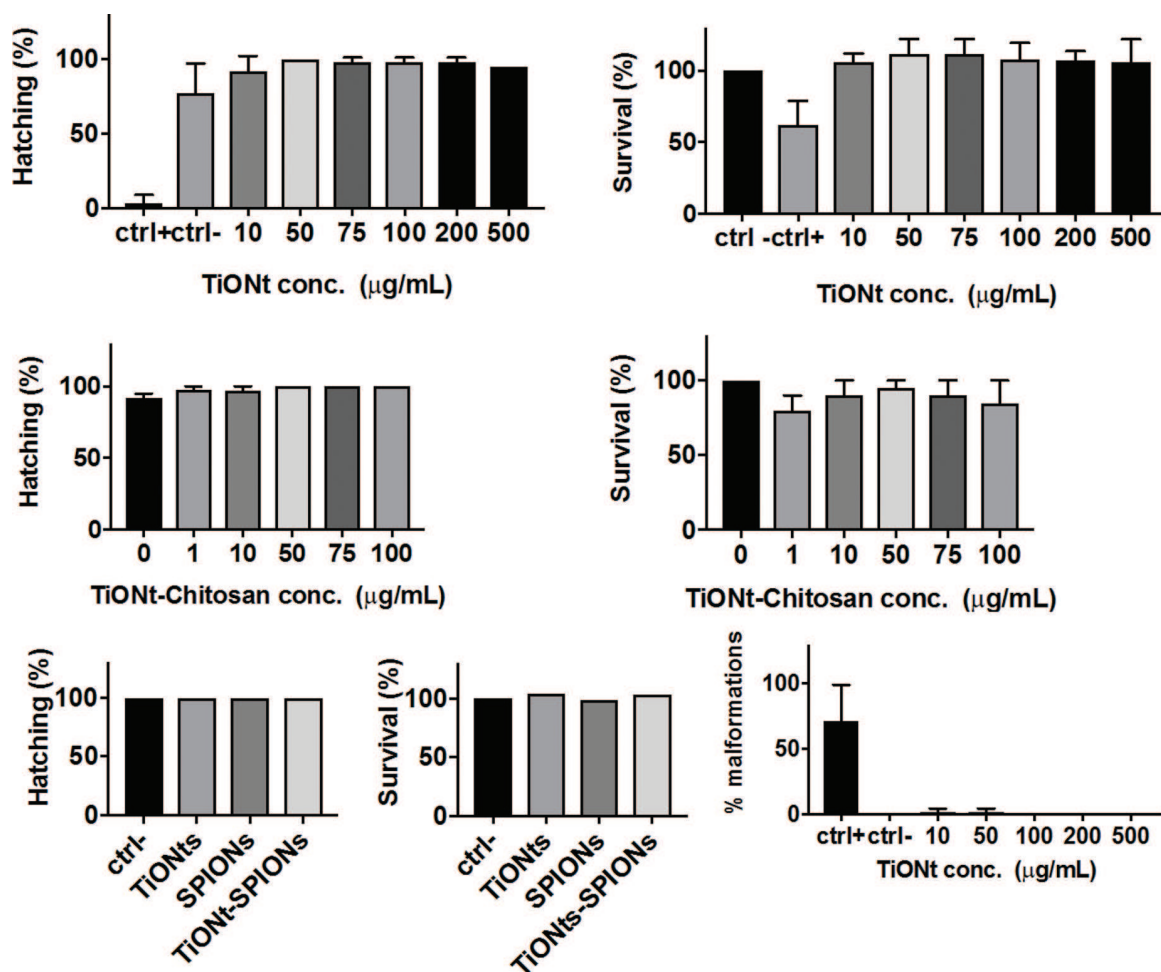 Hatching (%)
100
50
0
ctrl+ ctrl- 10 50 75 100 200 500
TiONt conc. (μg/mL)
Survival (%)
100
50
0
ctrl - ctrl+ 10 50 75 100 200 500
TiONt conc. (μg/mL)
Hatching (%)
100
50
0
0 1 10 50 75 100
TiONt-Chitosan conc. (μg/mL)
Survival (%)
100
50
0
0 1 10 50 75 100
TiONt-Chitosan conc. (μg/mL)
Hatching (%)
100
50
0
ctrl-
TiONts
SPIONs
TiONt-SPIONs
Survival (%)
100
50
0
ctrl-
TiONts
SPIONs
TiONts-SPIONs
% malformations
100
50
0
ctrl+ ctrl- 10 50 100 200 500
TiONt conc. (μg/mL)